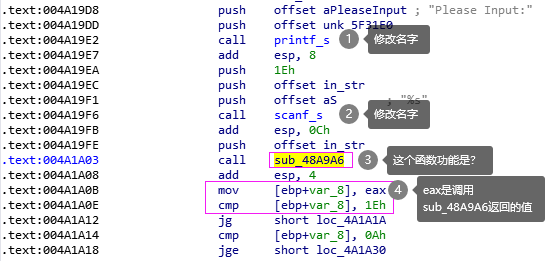 .text:004A19D8 push offset aPleaseInput ; "Please Input:"
.text:004A19DD push offset unk_5F31E0
.text:004A19E2 call printf_s 1 修改名字
.text:004A19E7 add esp, 8
.text:004A19EA push 1Eh
.text:004A19EC push offset in_str
.text:004A19F1 push offset aS ; "%s"
.text:004A19F6 call scanf_s 2 修改名字
.text:004A19FB add esp, 0Ch
.text:004A19FE push offset in_str
.text:004A1A03 call sub_48A9A6 3 这个函数功能是?
.text:004A1A08 add esp, 4
.text:004A1A0B mov [ebp+var_8], eax 4 eax是调用
.text:004A1A0E cmp [ebp+var_8], 1Eh sub_48A9A6返回的值
.text:004A1A12 jg short loc_4A1A1A
.text:004A1A14 cmp [ebp+var_8], 0Ah
.text:004A1A18 jge short loc_4A1A30